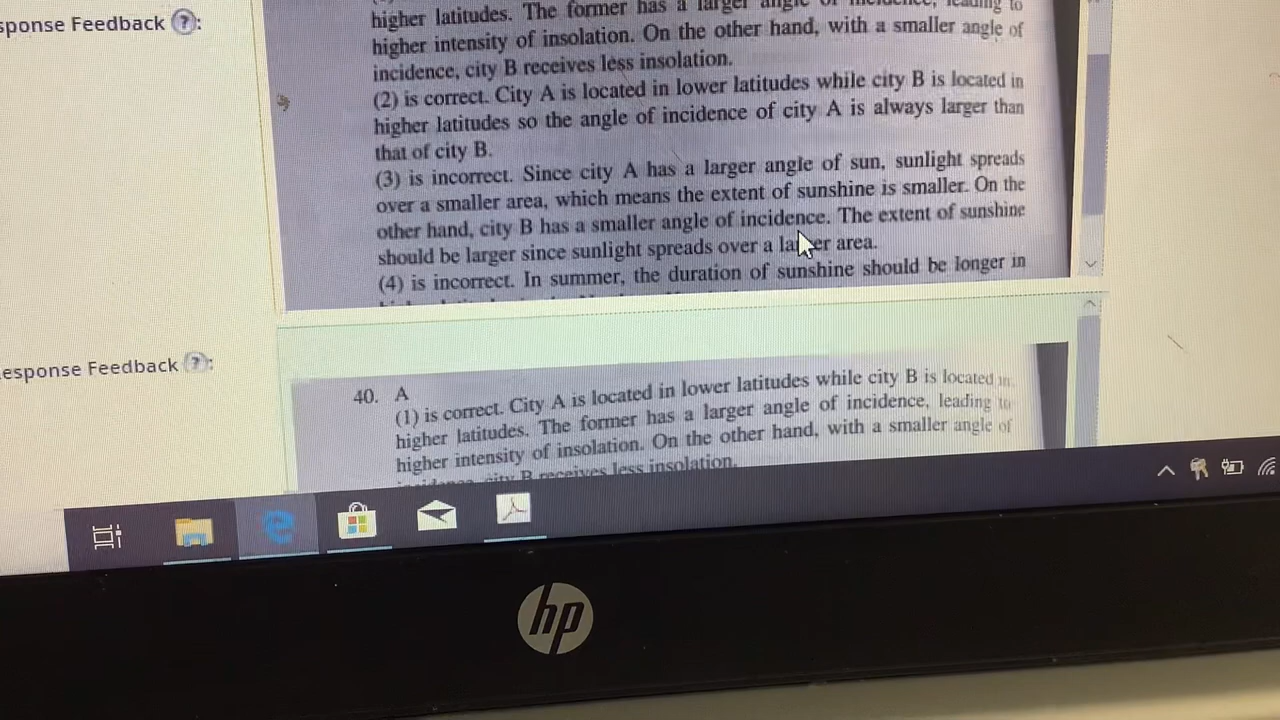 sponse Feedback ?:
higher latitudes. The former has a larger angle of incidence, leading to
higher intensity of insolation. On the other hand, with a smaller angle of
incidence, city B receives less insolation.
(2) is correct. City A is located in lower latitudes while city B is located in
higher latitudes so the angle of incidence of city A is always larger than
that of city B.
(3) is incorrect. Since city A has a larger angle of sun, sunlight spreads
over a smaller area, which means the extent of sunshine is smaller. On the
other hand, city B has a smaller angle of incidence. The extent of sunshine
should be larger since sunlight spreads over a larger area.
(4) is incorrect. In summer, the duration of sunshine should be longer in
esponse Feedback ?:
40. A
(1) is correct. City A is located in lower latitudes while city B is located in
higher latitudes. The former has a larger angle of incidence, leading to
higher intensity of insolation. On the other hand, with a smaller angle of
incidence, city B receives less insolation.
hp